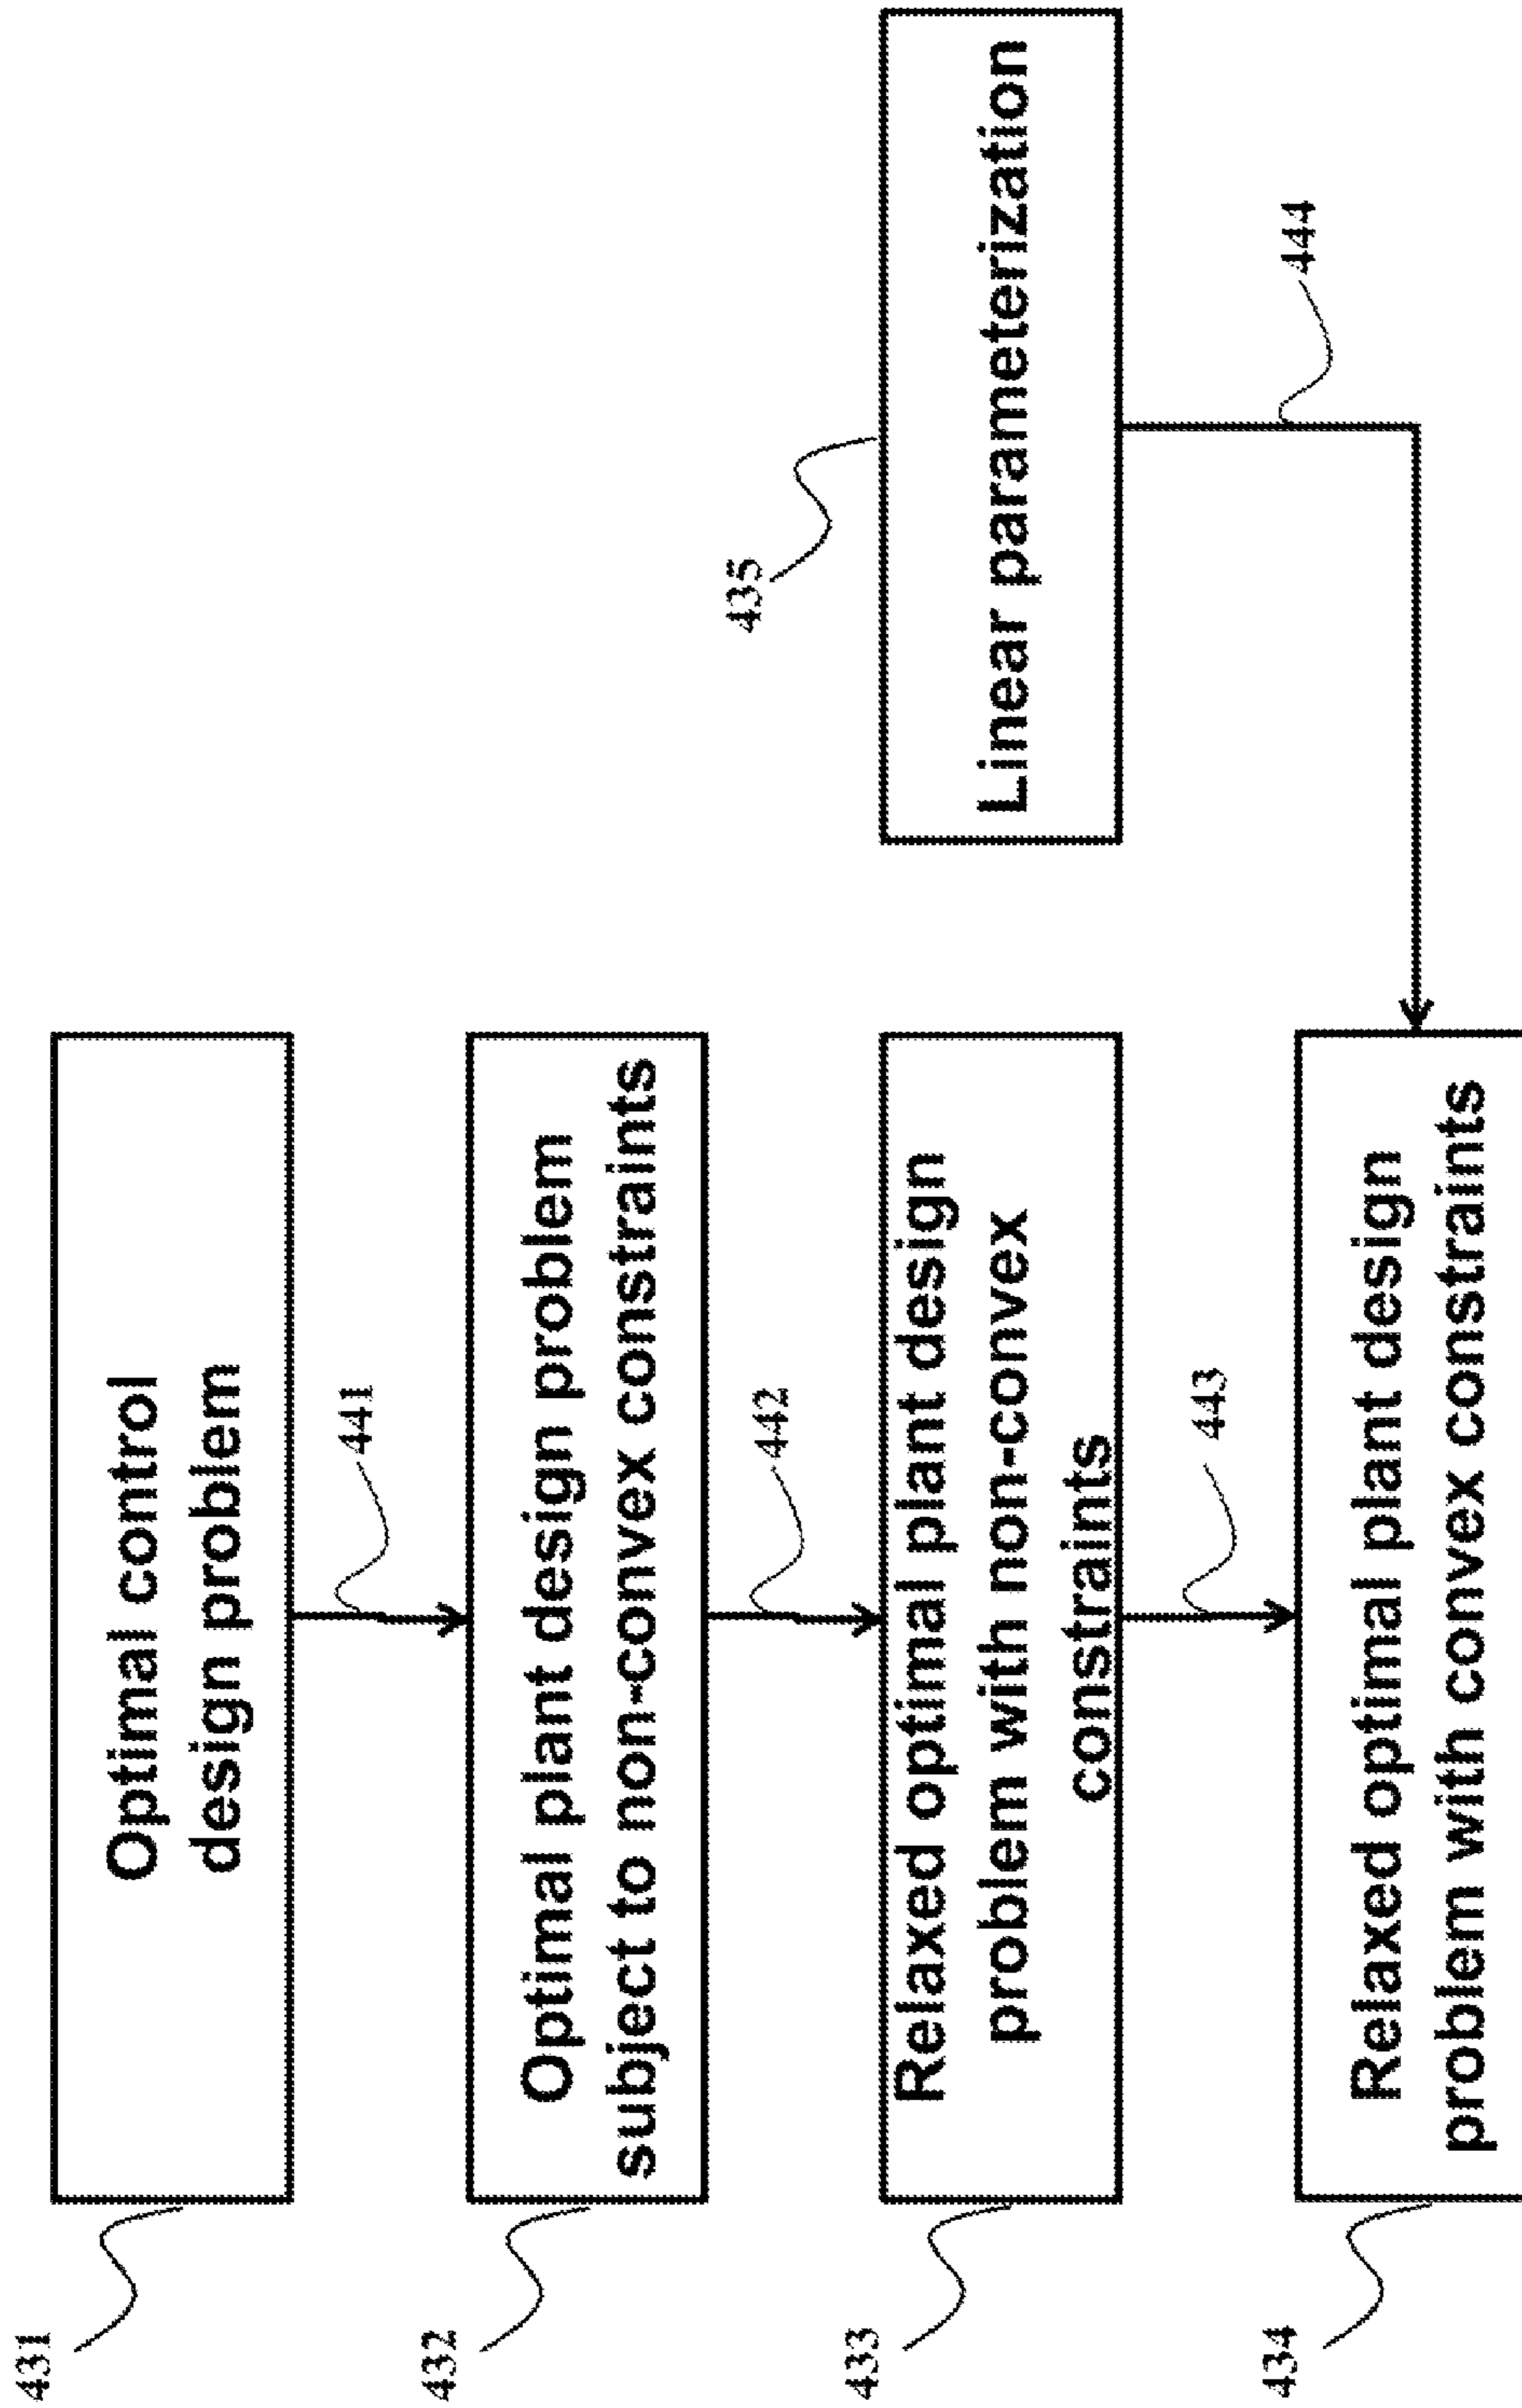 431
Optimal control
design problem
441
432
Optimal plant design problem
subject to non-convex constraints
442
433
Relaxed optimal plant design
problem with non-convex
constraints
435
Linear parameterization
443
444
434
Relaxed optimal plant design
problem with convex constraints